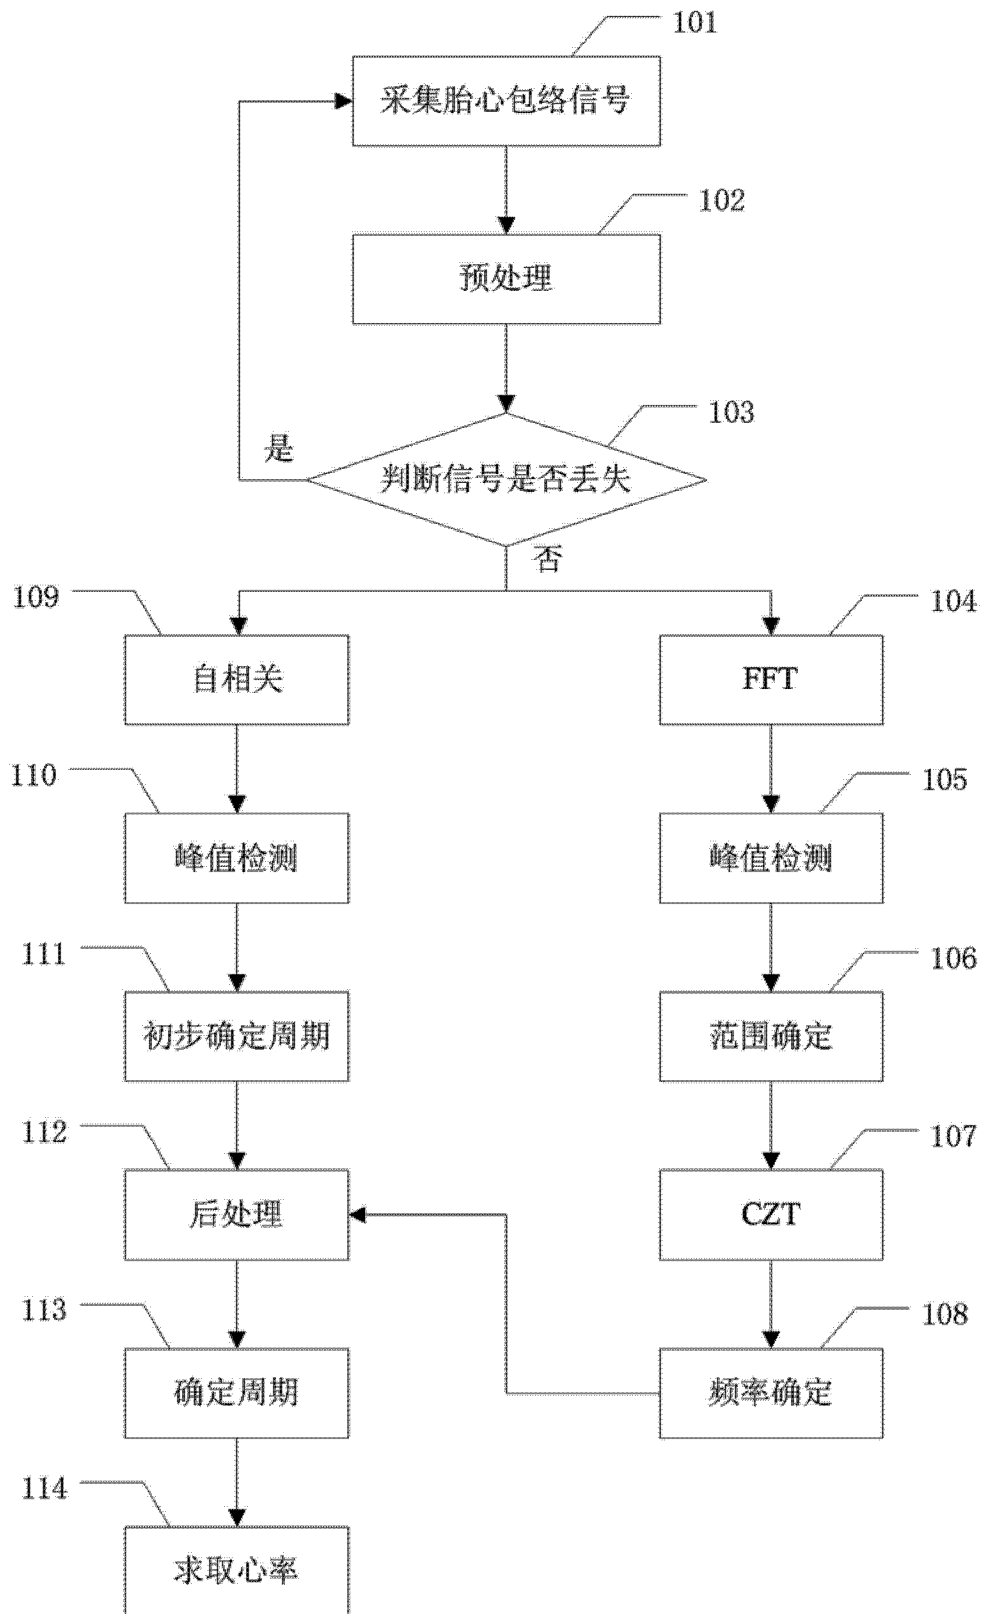 101
采集胎心包络信号
102
预处理
103
是
判断信号是否丢失
否
109
104
自相关
FFT
110
105
峰值检测
峰值检测
111
106
初步确定周期
范围确定
112
107
后处理
CZT
113
108
确定周期
频率确定
114
求取心率